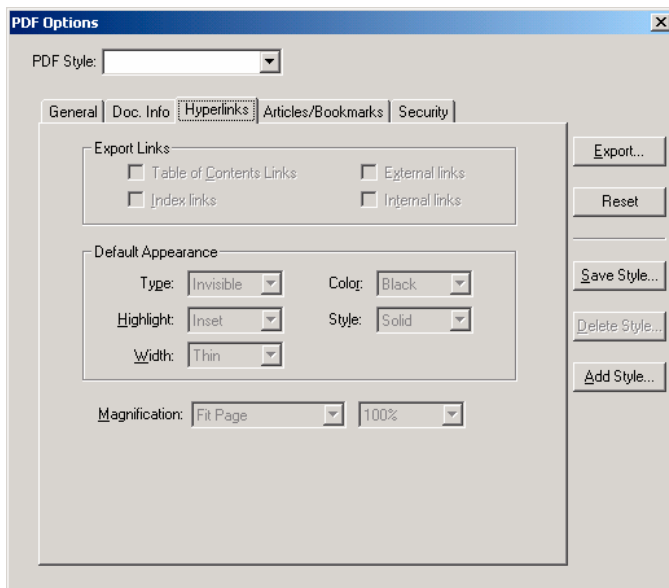 PDF Options
PDF Style:
General Doc. Info Hyperlinks Articles/Bookmarks Security
Export Links
Table of Contents Links External links
Index links Internal links
Default Appearance
Type: Invisible Color: Black
Highlight: Inset Style: Solid
Width: Thin
Magnification: Fit Page 100%
Export...
Reset
Save Style...
Delete Style...
Add Style...